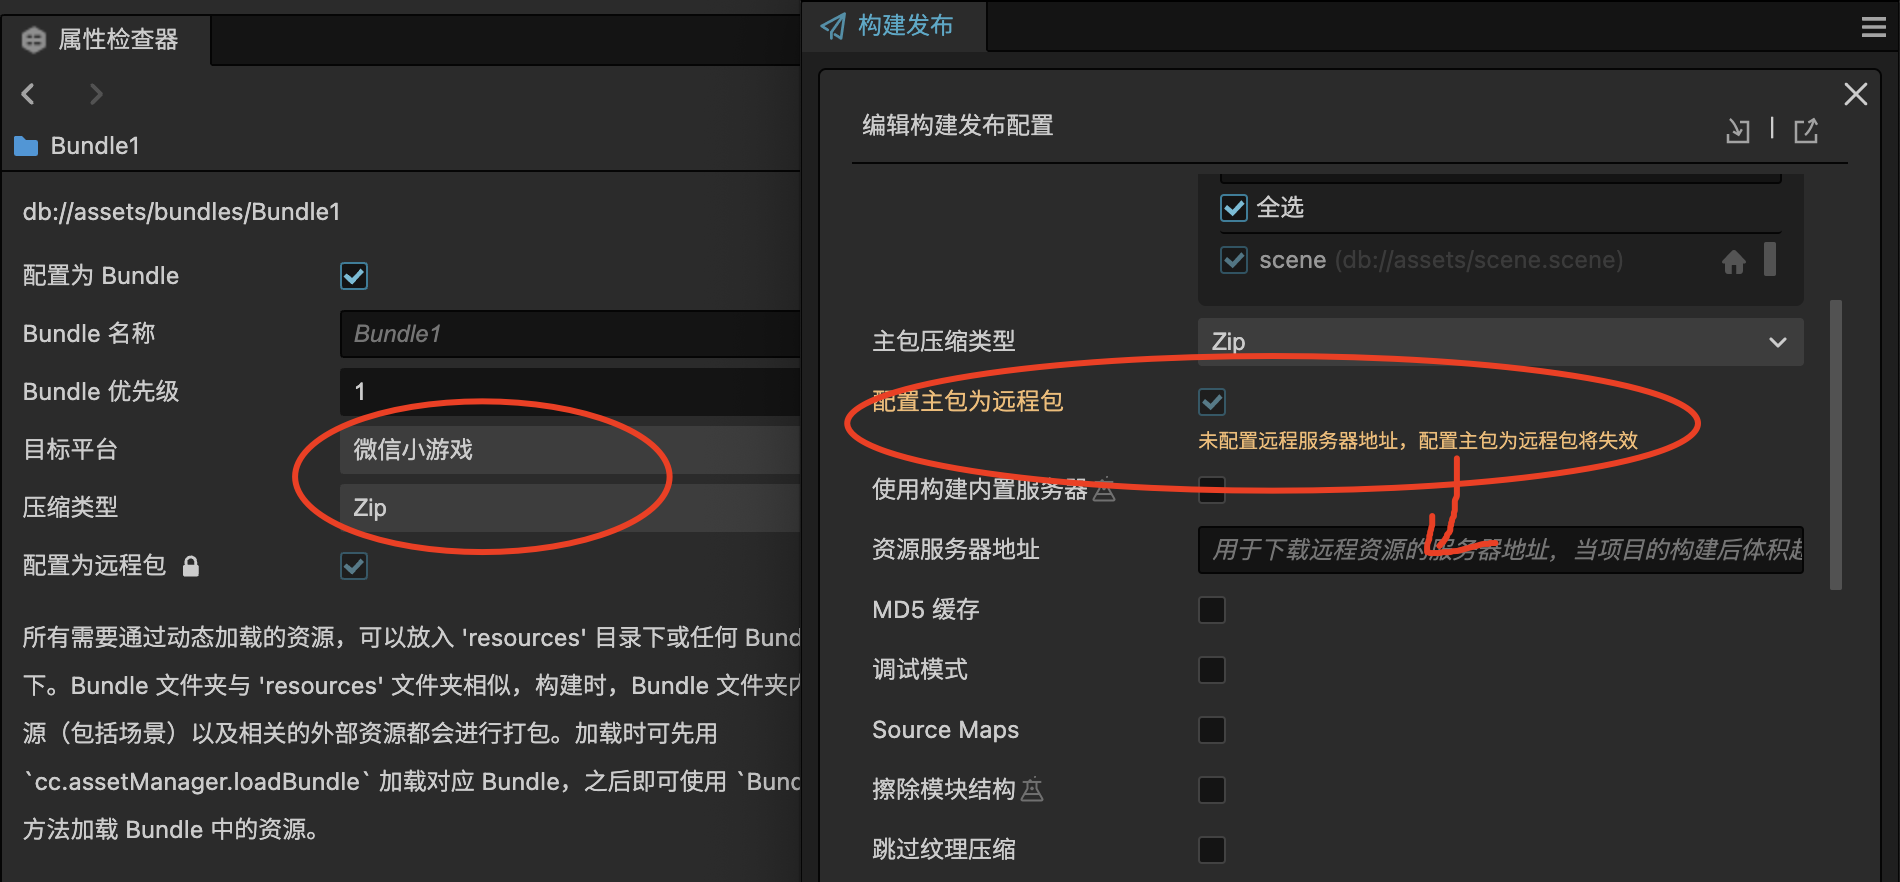 属性检查器
Bundle1
db://assets/bundles/Bundle1
配置为 Bundle
Bundle 名称
Bundle1
Bundle 优先级
1
目标平台
微信小游戏
压缩类型
Zip
配置为远程包
所有需要通过动态加载的资源，可以放入 'resources' 目录下或任何 Bund
下。Bundle 文件夹与 'resources' 文件夹相似，构建时，Bundle 文件夹内
源（包括场景）以及相关的外部资源都会进行打包。加载时可先用
`cc.assetManager.loadBundle` 加载对应 Bundle，之后即可使用 `Bund
方法加载 Bundle 中的资源。
构建发布
编辑构建发布配置
全选
scene (db://assets/scene.scene)
主包压缩类型
Zip
配置主包为远程包
未配置远程服务器地址，配置主包为远程包将失效
使用构建内置服务器
资源服务器地址
用于下载远程资源的服务器地址，当项目的构建后体积超
MD5 缓存
调试模式
Source Maps
擦除模块结构
跳过纹理压缩